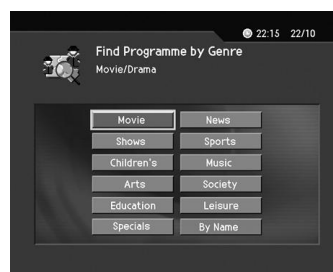 22:15 22/10
Find Programme by Genre
Movie/Drama
Movie News
Shows Sports
Children's Music
Arts Society
Education Leisure
Specials By Name